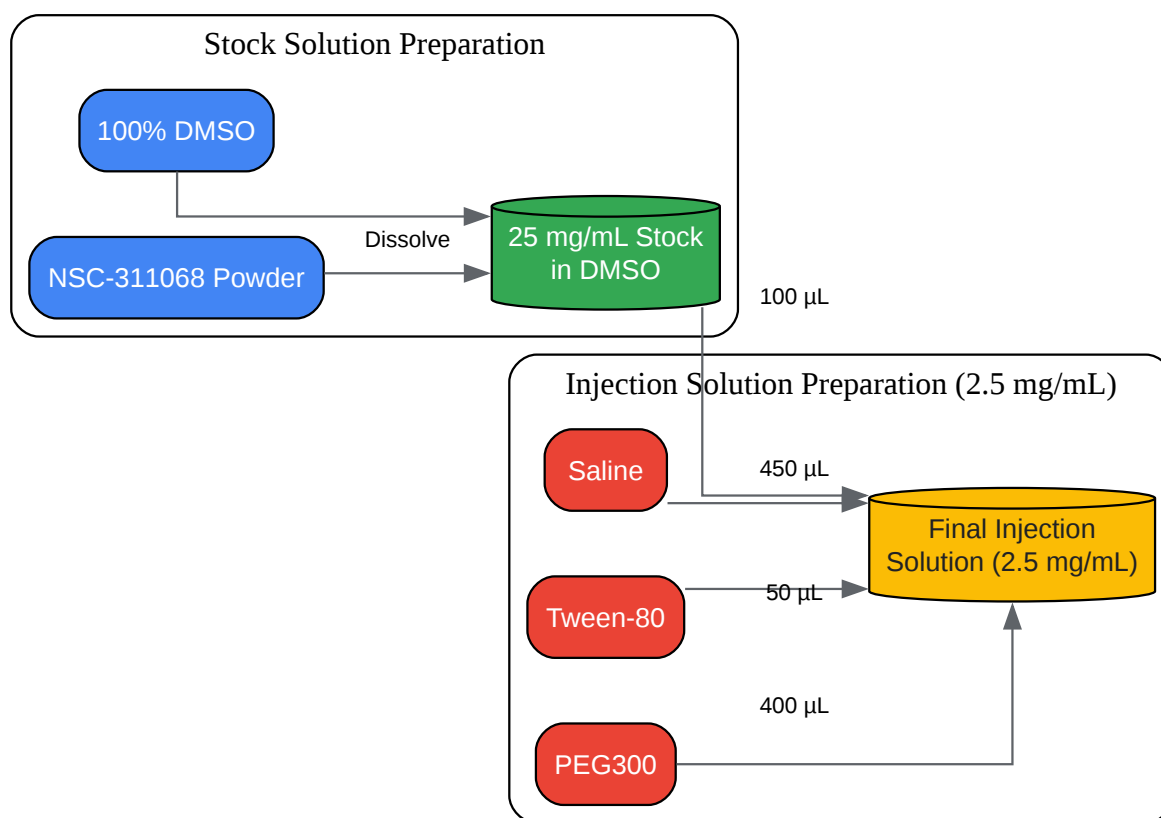 Stock Solution Preparation
100% DMSO
Dissolve
25 mg/mL Stock
in DMSO
NSC-311068 Powder
100 µL
Injection Solution Preparation (2.5 mg/mL)
Saline
450 µL
Final Injection
Solution (2.5 mg/mL)
Tween-80
50 µL
400 µL
PEG300